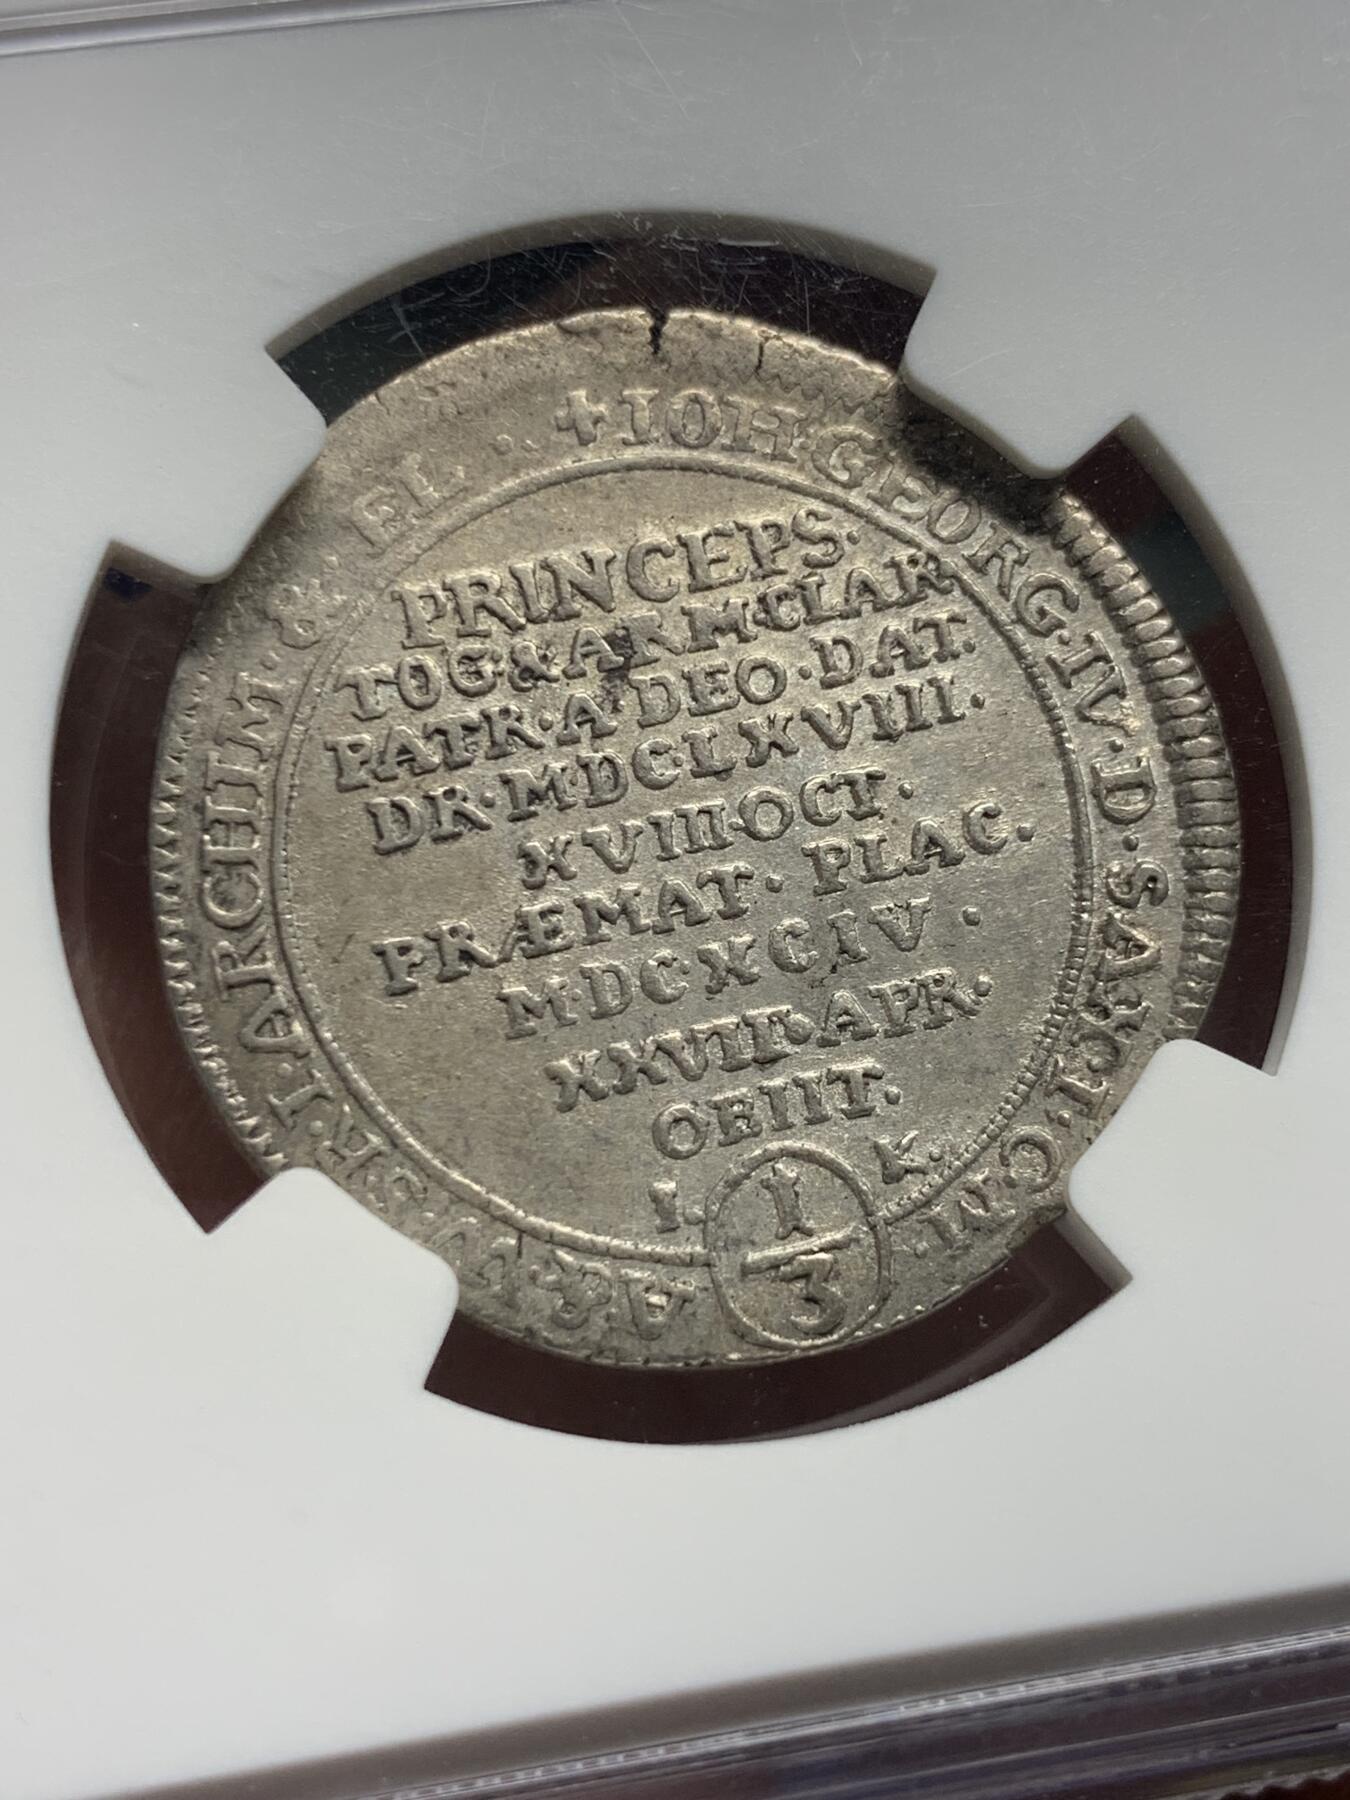 +IOH·GEORG·IV·D·SAX·I·C·M·A·&·W·S·R·I·ARCHIM·&·EL·
PRINCEPS·
TOG·&ARM·CLAR
PATR·A DEO·DAT·
DR·MDCLXVIII·
XVIII·OCT·
PRÆMAT·PLAC·
MDCXCIV·
XXVII·APR·
OBIIT·
I. K.
1
3